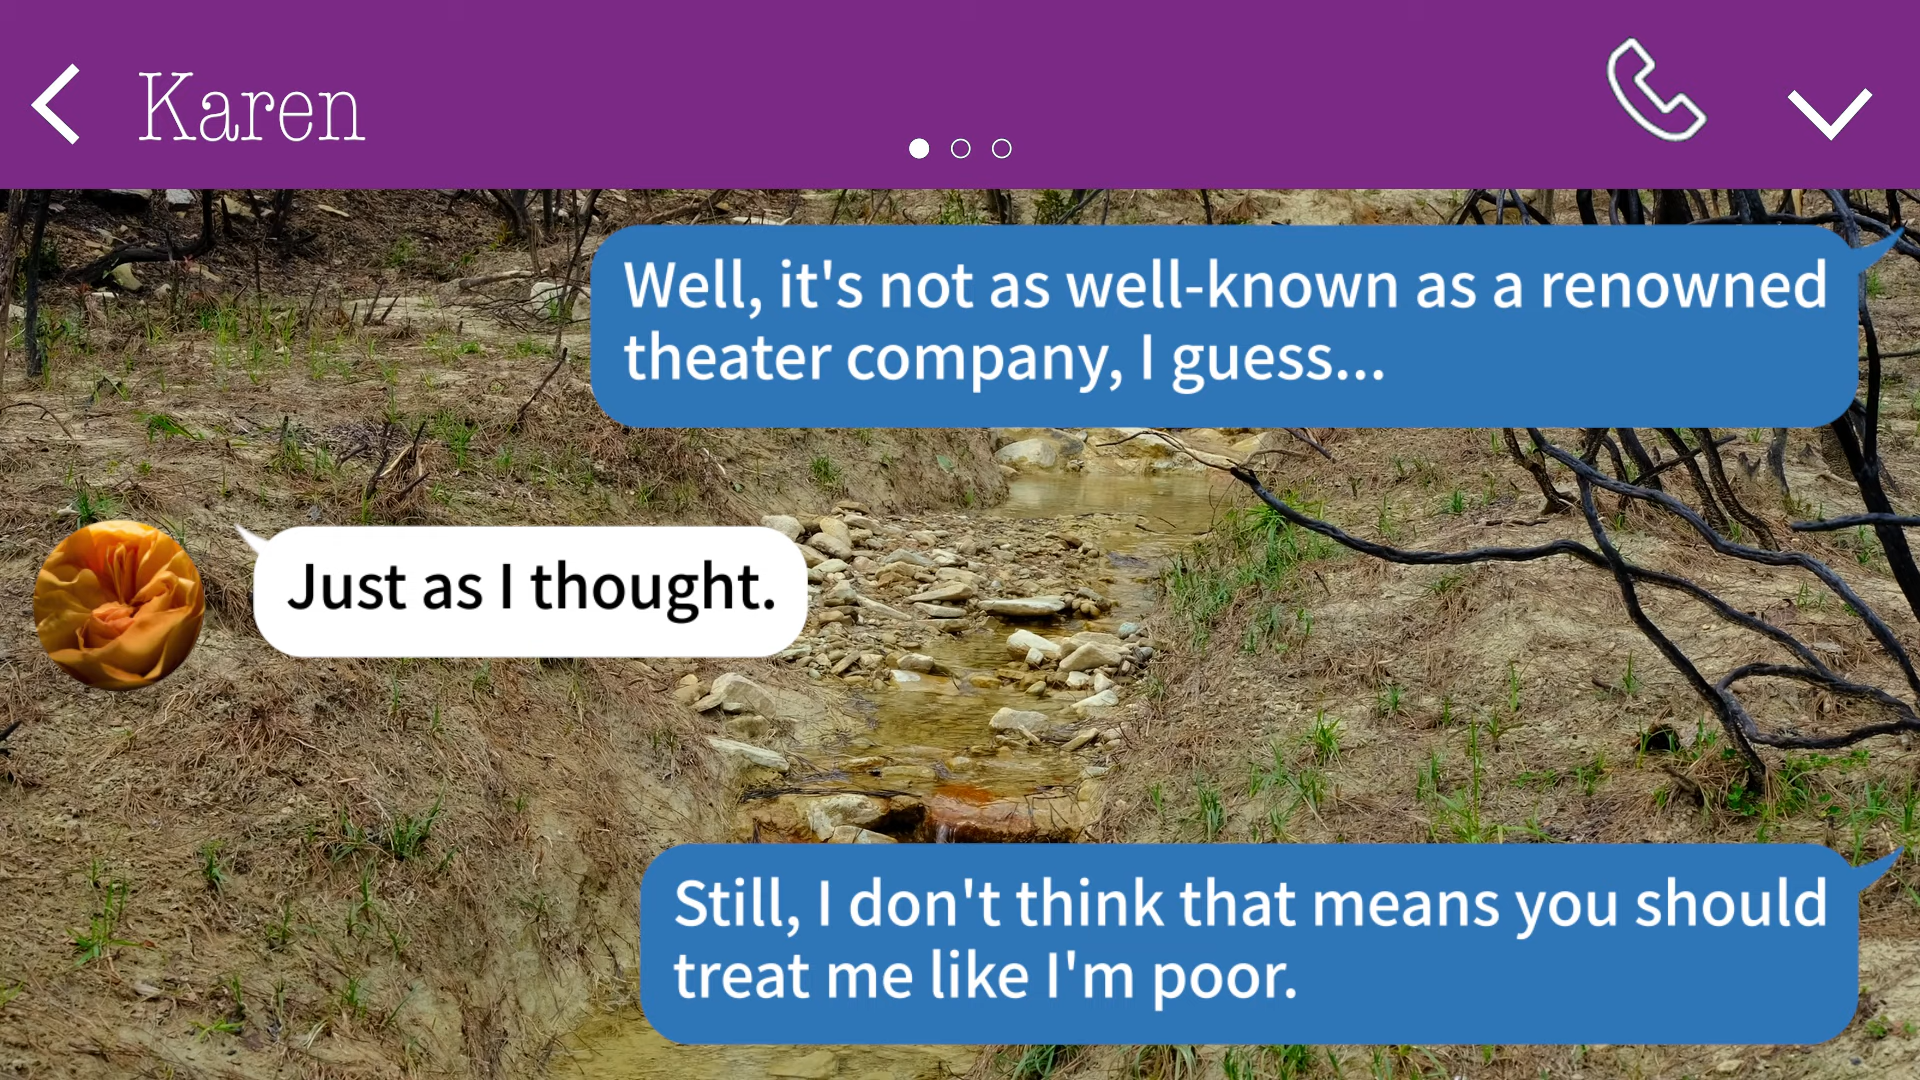 Karen
Well, it's not as well-known as a renowned
theater company, I guess...
Just as I thought.
Still, I don't think that means you should
treat me like I'm poor.